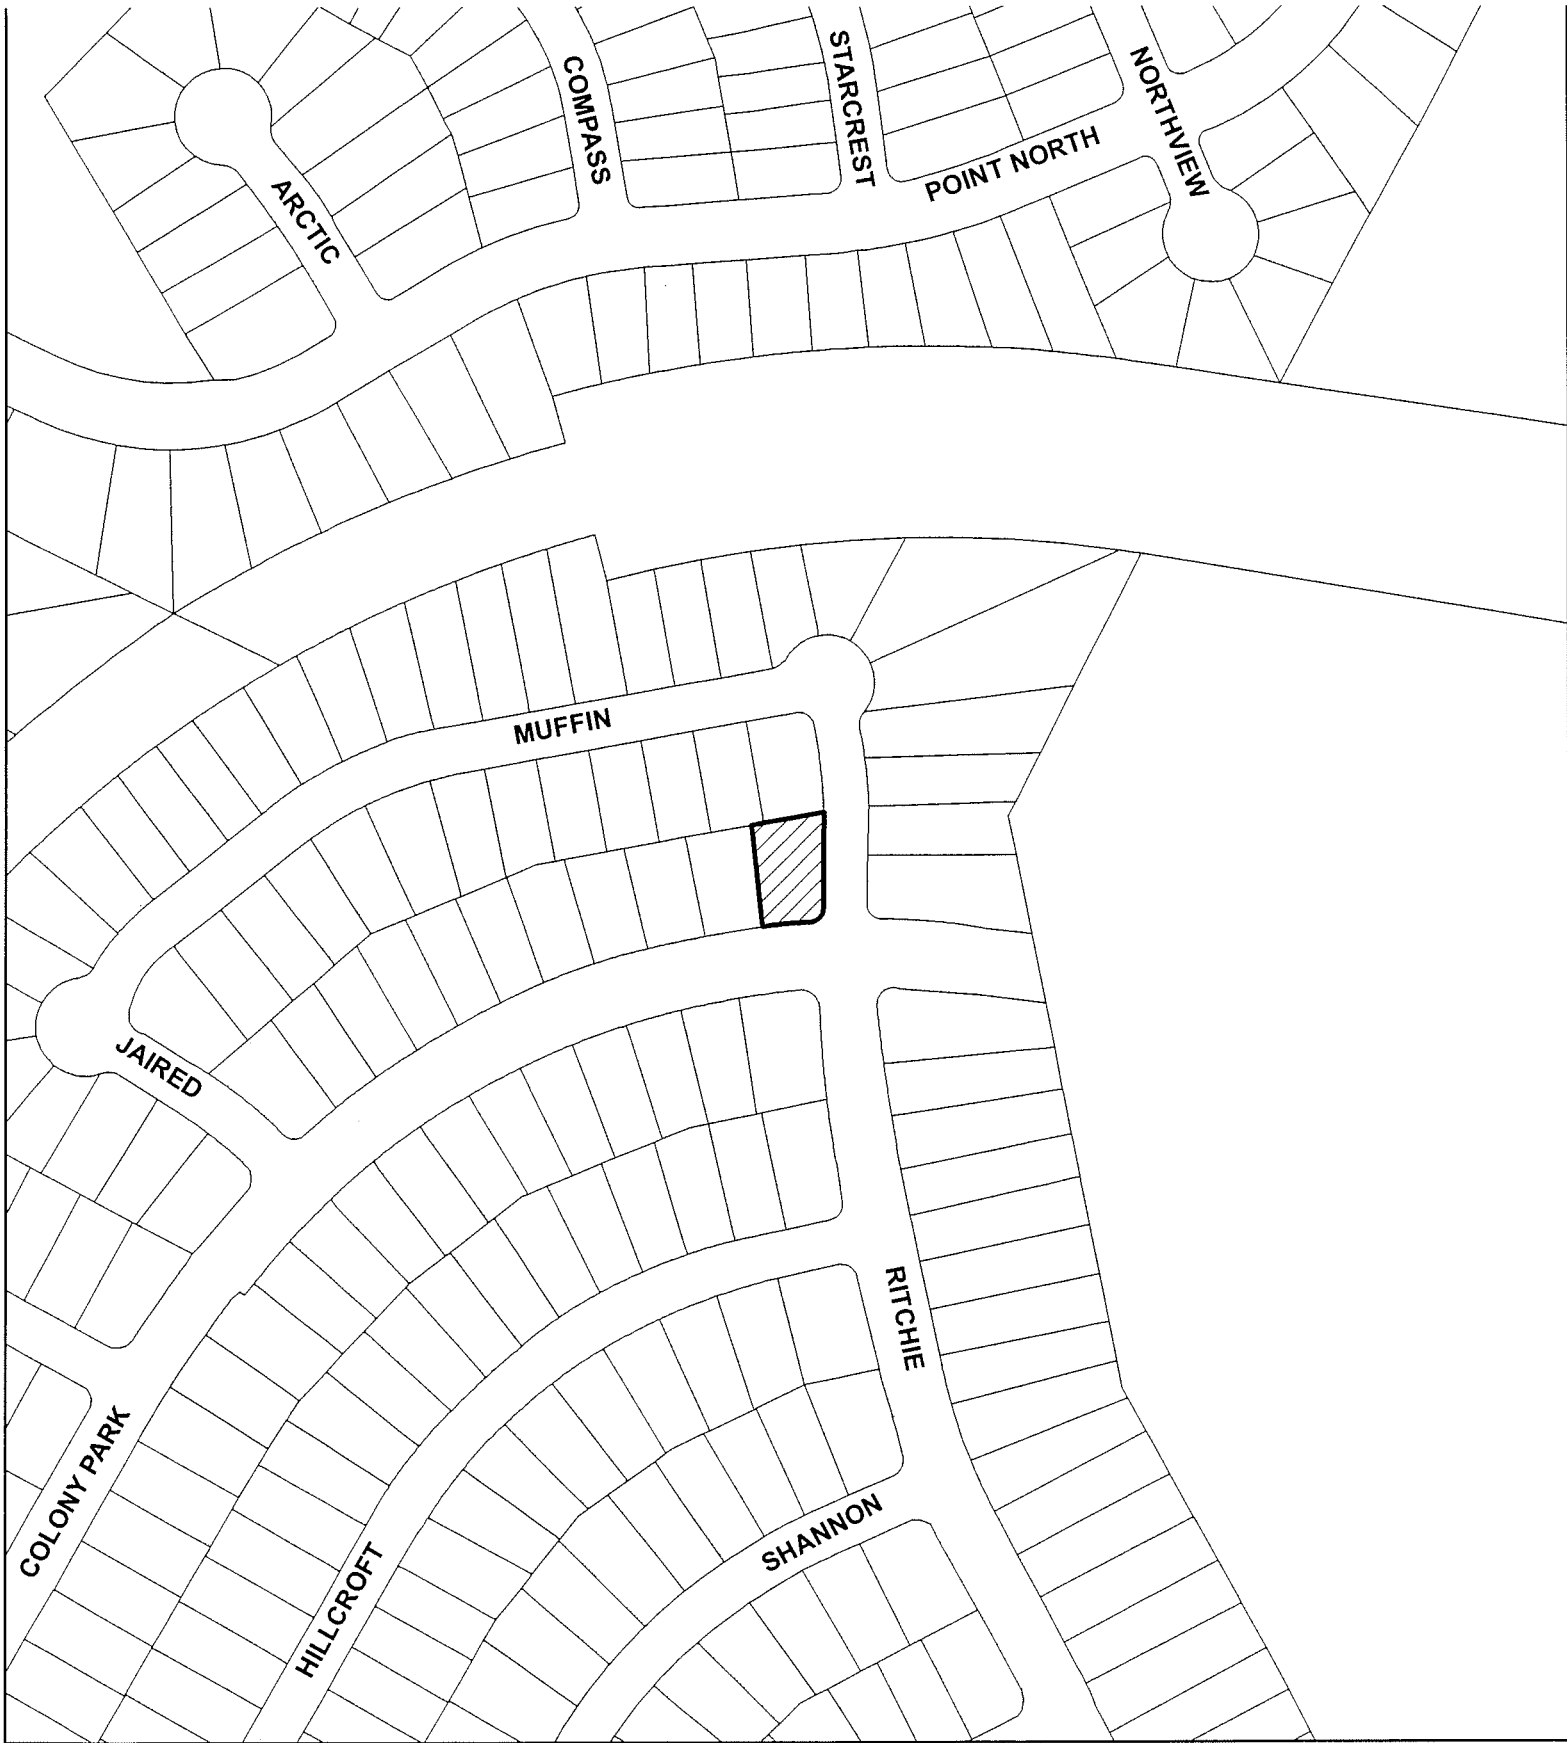 COMPASS
STARCREST
NORTHVIEW
POINT NORTH
ARCTIC
MUFFIN
JAIRED
RITCHIE
COLONY PARK
SHANNON
HILLCROFT